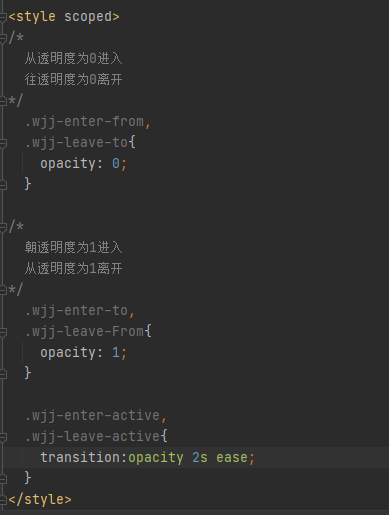 <style scoped>
/*
从透明度为0进入
往透明度为0离开
*/
.wjj-enter-from,
.wjj-leave-to{
opacity: 0;
}
/*
朝透明度为1进入
从透明度为1离开
*/
.wjj-enter-to,
.wjj-leave-From{
opacity: 1;
}
.wjj-enter-active,
.wjj-leave-active{
transition:opacity 2s ease;
}
</style>